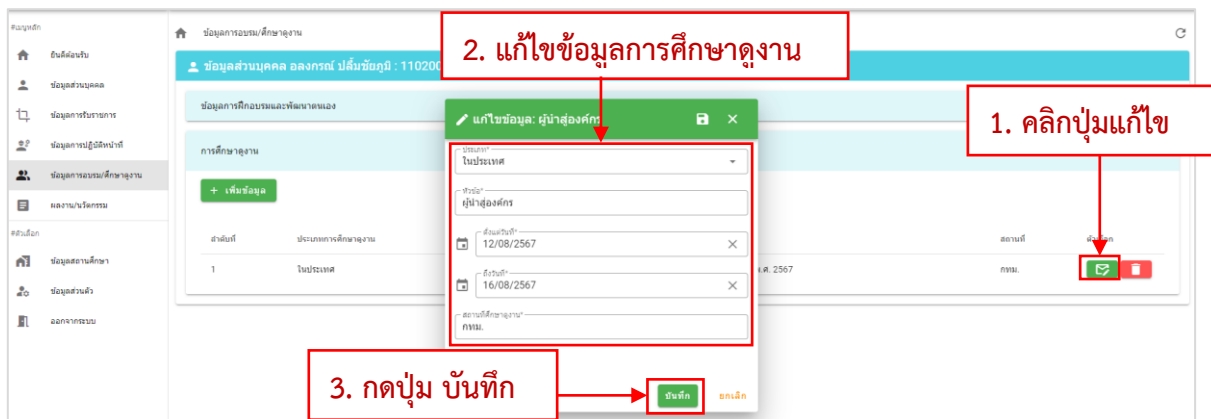 #เมนูหลัก
ยินดีต้อนรับ
ข้อมูลส่วนบุคคล
ข้อมูลการรับราชการ
ข้อมูลการปฏิบัติหน้าที่
ข้อมูลการอบรม/ศึกษาดูงาน
ผลงาน/นวัตกรรม
#ตัวเลือก
ข้อมูลสถานศึกษา
ข้อมูลส่วนตัว
ออกจากระบบ
ข้อมูลการอบรม/ศึกษาดูงาน
2. แก้ไขข้อมูลการศึกษาดูงาน
ข้อมูลส่วนบุคคล อลงกรณ์ ปลื้มชัยภูมิ : 110200
ข้อมูลการฝึกอบรมและพัฒนาตนเอง
1. คลิกปุ่มแก้ไข
การศึกษาดูงาน
+ เพิ่มข้อมูล
ลำดับที่ ประเภทการศึกษาดูงาน สถานที่ ตัวเลือก
1 ในประเทศ พ.ศ. 2567 กทม.
แก้ไขข้อมูล: ผู้นำสู่องค์กร
ประเภท*
ในประเทศ
หัวข้อ*
ผู้นำสู่องค์กร
ตั้งแต่วันที่*
12/08/2567
ถึงวันที่*
16/08/2567
สถานที่ศึกษาดูงาน*
กทม.
3. กดปุ่ม บันทึก
บันทึก ยกเลิก